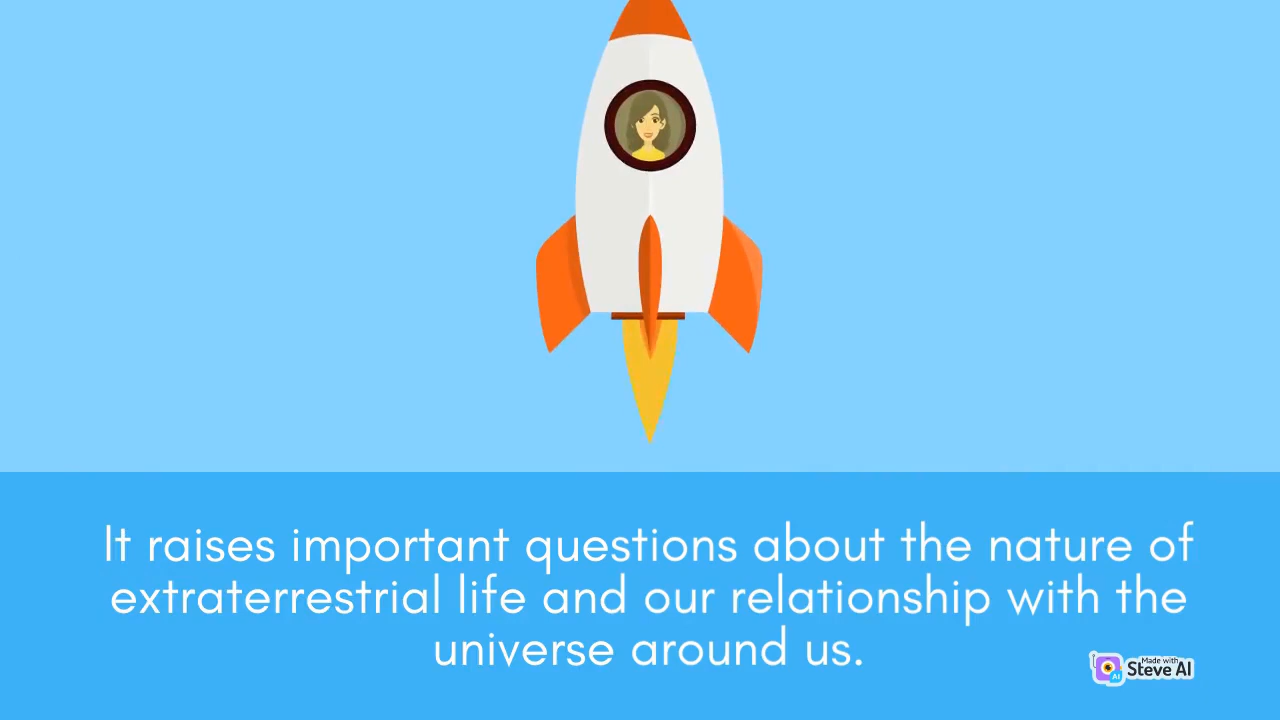 It raises important questions about the nature of
extraterrestrial life and our relationship with the
universe around us.
Made with
Steve AI
AI